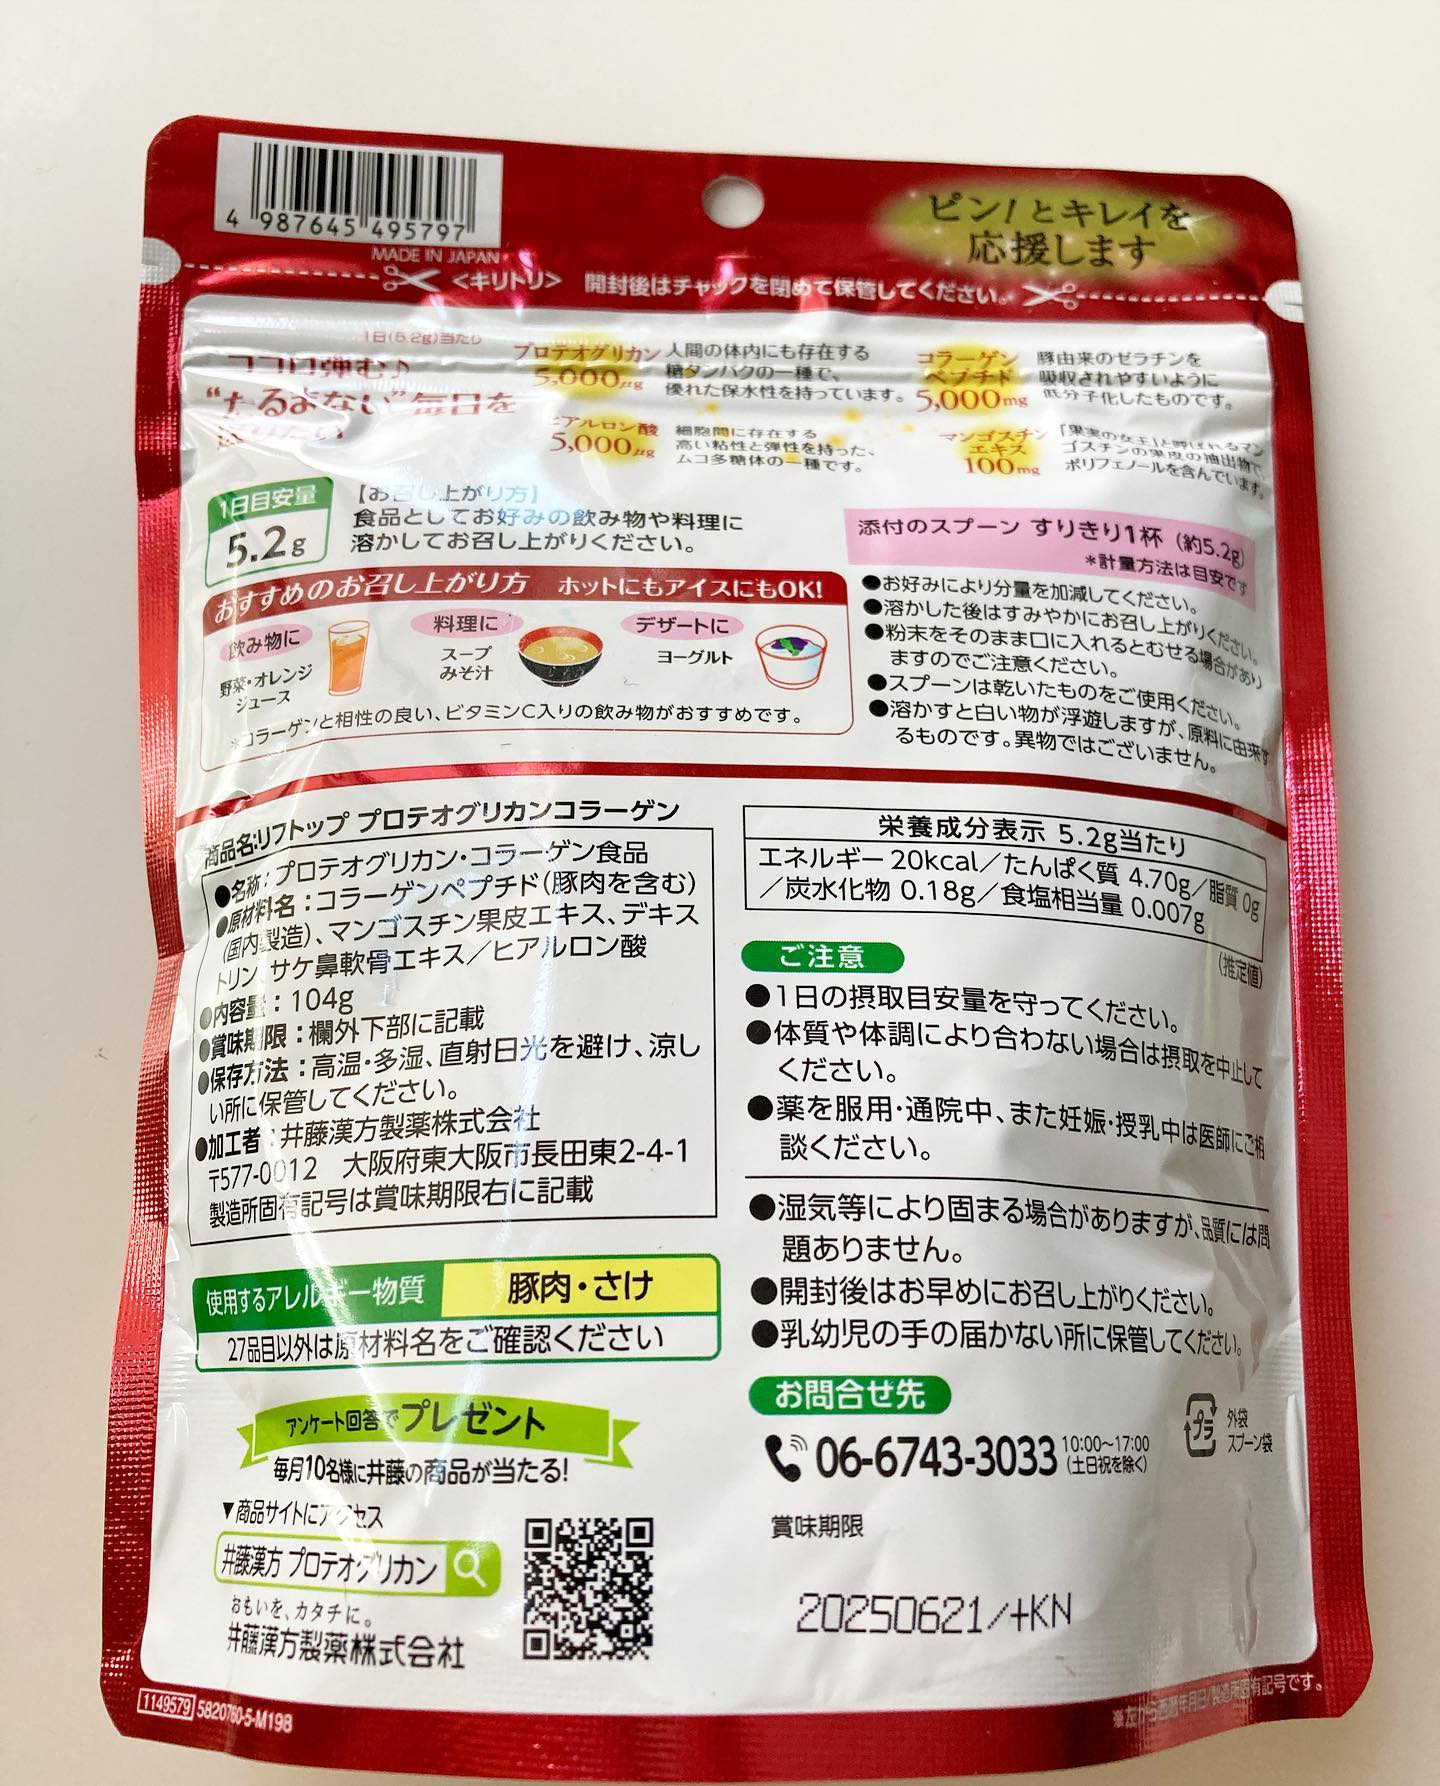 4 987645 495797
MADE IN JAPAN
ピン!とキレイを
応援します
<キリトリ> 開封後はチャックを閉めて保管してください。
1日(5.2g)当たり
ココロ弾む♪
“たるまない”毎日を
プロテオグリカン
5,000μg
人間の体内にも存在する
糖タンパクの一種で、
優れた保水性を持っています。
コラーゲン
ペプチド
5,000mg
豚由来のゼラチンを
吸収されやすいように
低分子化したものです。
ヒアルロン酸
5,000μg
細胞間に存在する
高い粘性と弾性を持った、
ムコ多糖体の一種です。
マンゴスチン
エキス
100mg
「果実の女王」と呼ばれるマン
ゴスチンの果皮の抽出物で、
ポリフェノールを含んでいます。
1日目安量
5.2g
【お召し上がり方】
食品としてお好みの飲み物や料理に
溶かしてお召し上がりください。
おすすめのお召し上がり方 ホットにもアイスにもOK!
飲み物に
野菜・オレンジ
ジュース
料理に
スープ
みそ汁
デザートに
ヨーグルト
*コラーゲンと相性の良い、ビタミンC入りの飲み物がおすすめです。
添付のスプーン すりきり1杯(約5.2g)
*計量方法は目安です
●お好みにより分量を加減してください。
●溶かした後はすみやかにお召し上がりください。
●粉末をそのまま口に入れるとむせる場合があり
ますのでご注意ください。
●スプーンは乾いたものをご使用ください。
●溶かすと白い物が浮遊しますが、原料に由来す
るものです。異物ではございません。
商品名:リフトップ プロテオグリカンコラーゲン
●名称:プロテオグリカン・コラーゲン食品
●原材料名:コラーゲンペプチド(豚肉を含む)
(国内製造)、マンゴスチン果皮エキス、デキス
トリン、サケ鼻軟骨エキス/ヒアルロン酸
●内容量:104g
●賞味期限:欄外下部に記載
●保存方法:高温・多湿、直射日光を避け、涼し
い所に保管してください。
●加工者:井藤漢方製薬株式会社
〒577-0012 大阪府東大阪市長田東2-4-1
製造所固有記号は賞味期限右に記載
栄養成分表示 5.2g当たり
エネルギー 20kcal/たんぱく質 4.70g/脂質 0g
/炭水化物 0.18g/食塩相当量 0.007g
(推定値)
ご注意
●1日の摂取目安量を守ってください。
●体質や体調により合わない場合は摂取を中止して
ください。
●薬を服用・通院中、また妊娠・授乳中は医師にご相
談ください。
●湿気等により固まる場合がありますが、品質には問
題ありません。
●開封後はお早めにお召し上がりください。
●乳幼児の手の届かない所に保管してください。
使用するアレルギー物質 豚肉・さけ
27品目以外は原材料名をご確認ください
アンケート回答でプレゼント
毎月10名様に井藤の商品が当たる!
▼商品サイトにアクセス
井藤漢方 プロテオグリカン
おもいを、カタチに。
井藤漢方製薬株式会社
お問合せ先
06-6743-3033 10:00~17:00
(土日祝を除く)
プラ
外袋
スプーン袋
賞味期限
20250621/+KN
1149579 5820760-5-M198
※左から西暦年月日/製造所固有記号です。